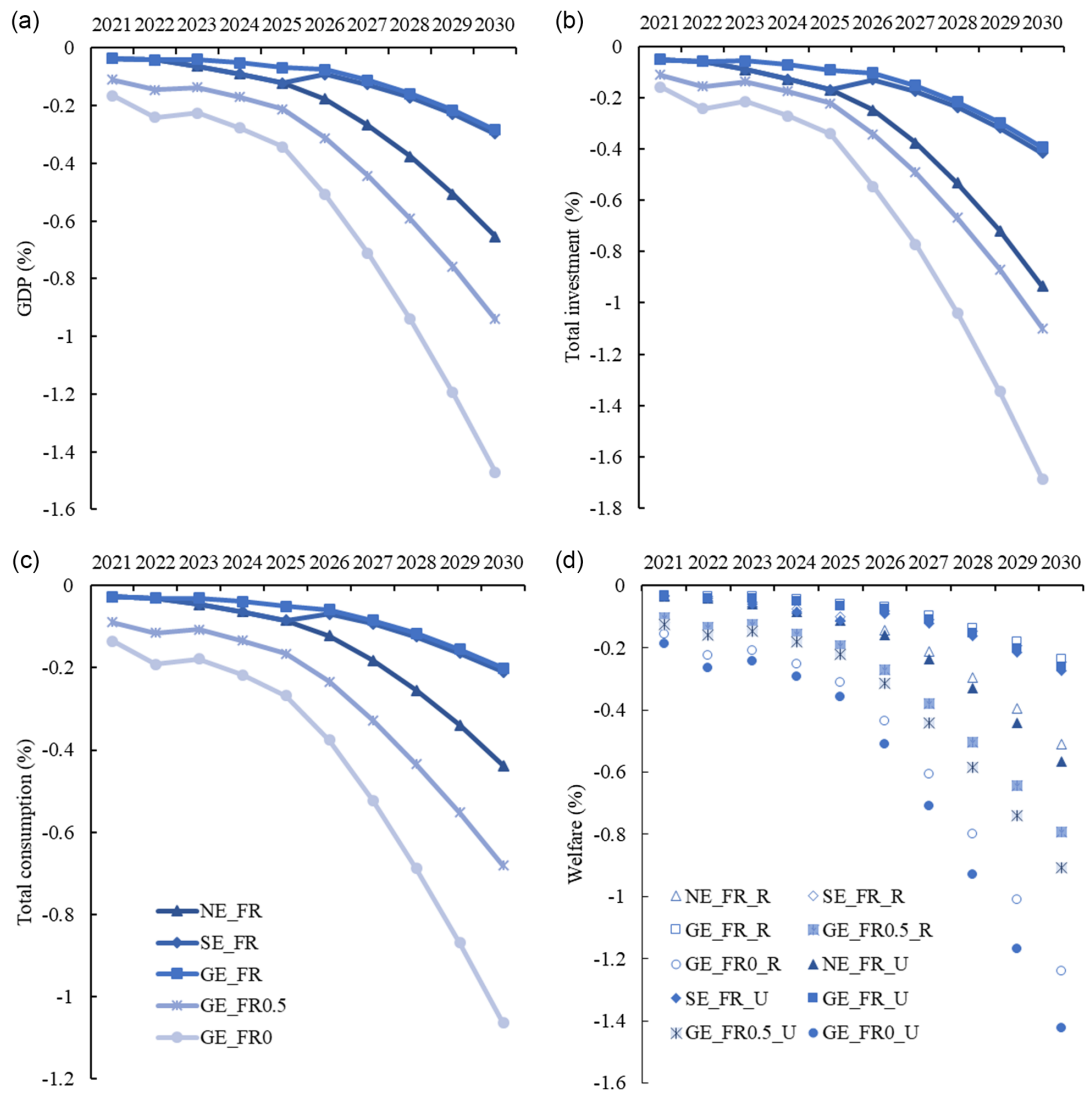 (a)
2021 2022 2023 2024 2025 2026 2027 2028 2029 2030
0
-0.2
-0.4
-0.6
-0.8
-1
-1.2
-1.4
-1.6
GDP (%)
(b)
2021 2022 2023 2024 2025 2026 2027 2028 2029 2030
0
-0.2
-0.4
-0.6
-0.8
-1
-1.2
-1.4
-1.6
-1.8
Total investment (%)
(c)
2021 2022 2023 2024 2025 2026 2027 2028 2029 2030
0
-0.2
-0.4
-0.6
-0.8
-1
-1.2
Total consumption (%)
NE_FR
SE_FR
GE_FR
GE_FR0.5
GE_FR0
(d)
2021 2022 2023 2024 2025 2026 2027 2028 2029 2030
0
-0.2
-0.4
-0.6
-0.8
-1
-1.2
-1.4
-1.6
Welfare (%)
NE_FR_R SE_FR_R
GE_FR_R GE_FR0.5_R
GE_FR0_R NE_FR_U
SE_FR_U GE_FR_U
GE_FR0.5_U GE_FR0_U